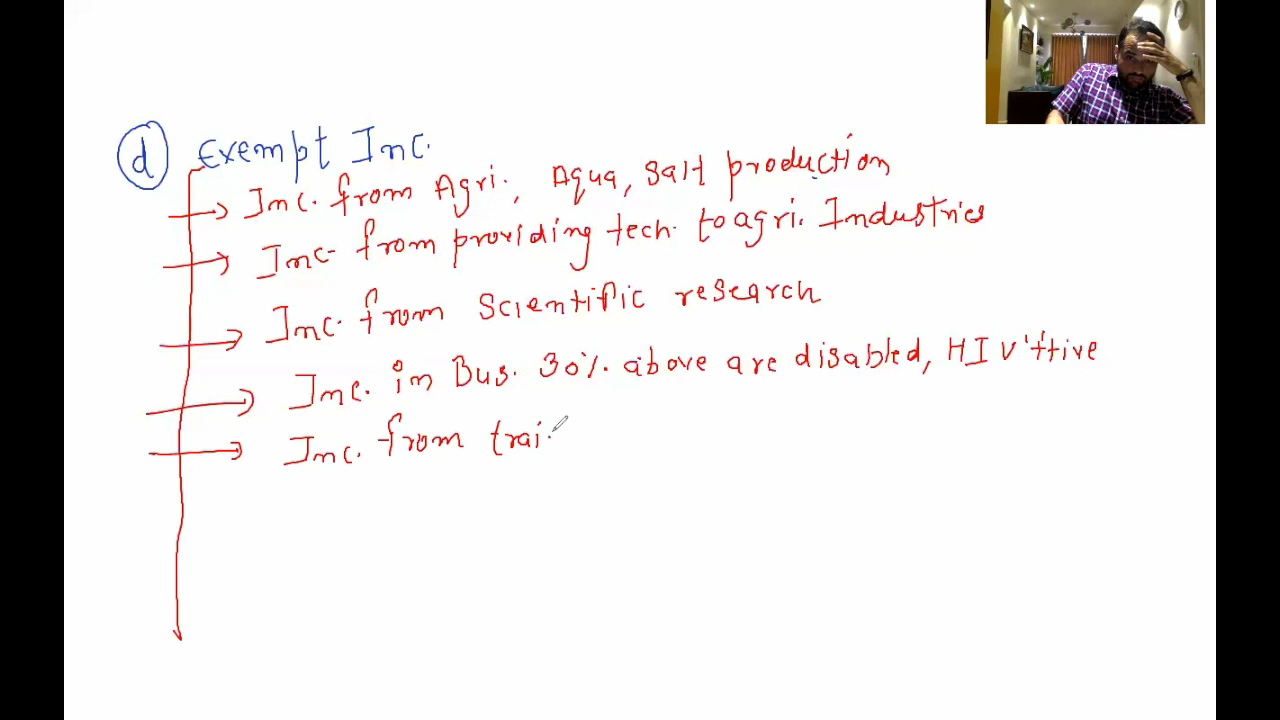 d Exempt Inc.
Inc. from Agri., Aqua, Salt production
Inc. from providing tech. to agri. Industries
Inc. from Scientific research
Inc. in Bus. 30% above are disabled, HIV +tive
Inc. from trai